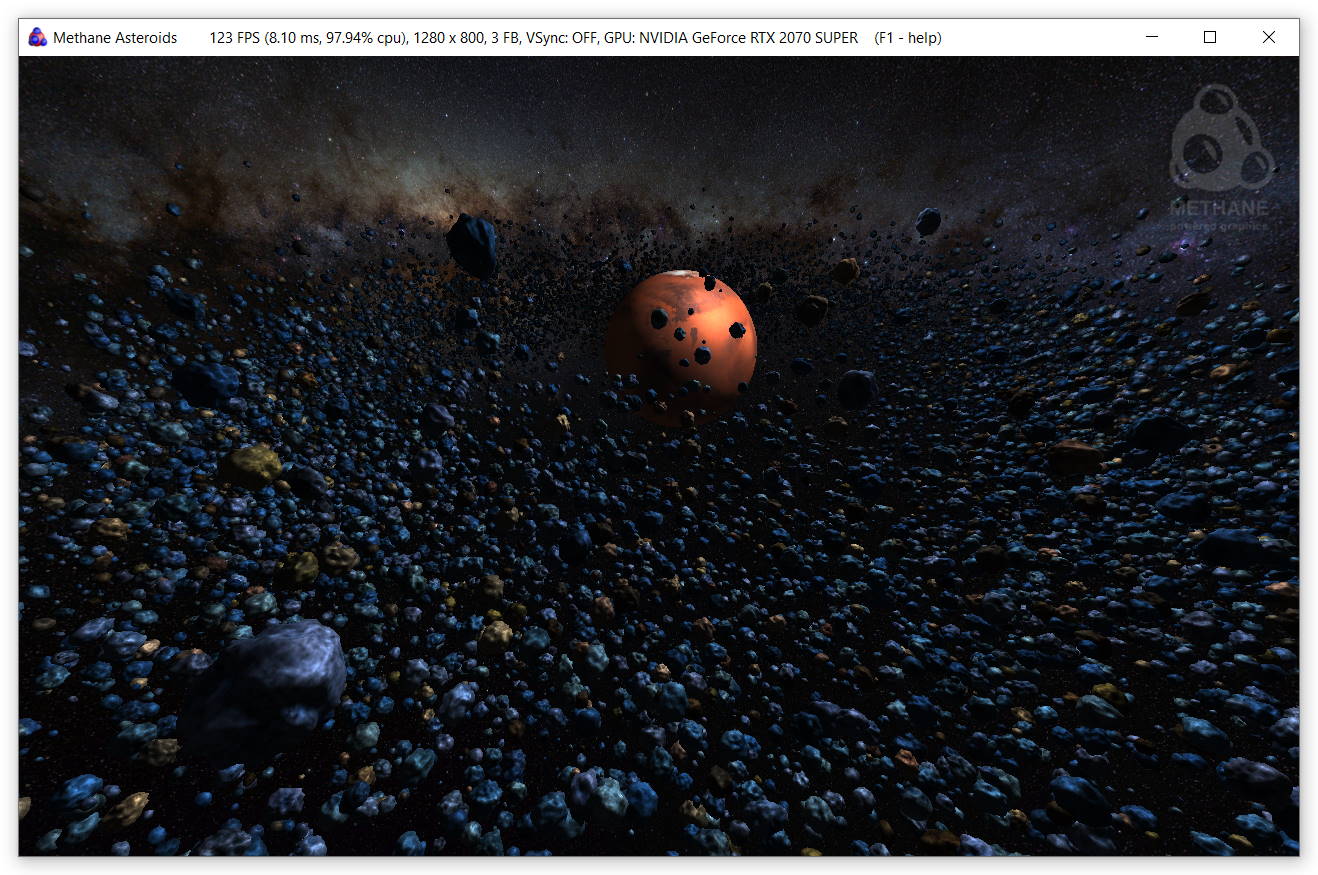 Methane Asteroids 123 FPS (8.10 ms, 97.94% cpu), 1280 x 800, 3 FB, VSync: OFF, GPU: NVIDIA GeForce RTX 2070 SUPER (F1 - help)
METHANE
powered graphics